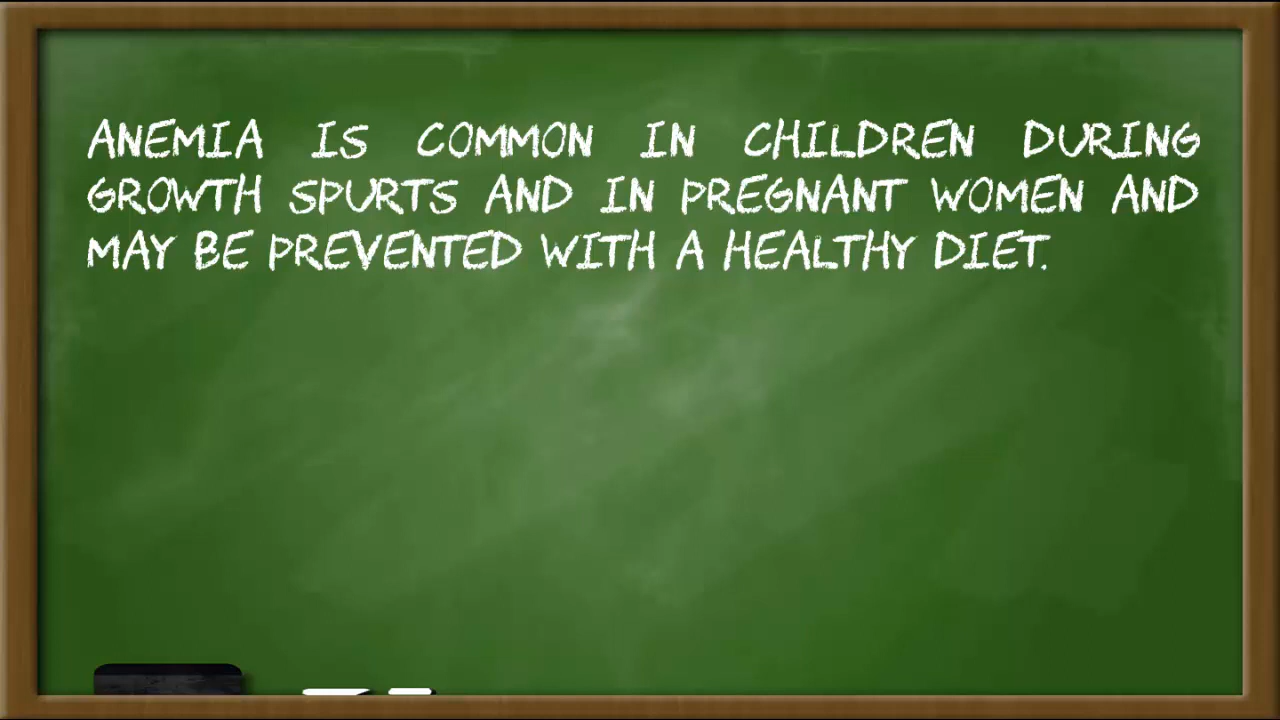 ANEMIA IS COMMON IN CHILDREN DURING
GROWTH SPURTS AND IN PREGNANT WOMEN AND
MAY BE PREVENTED WITH A HEALTHY DIET.